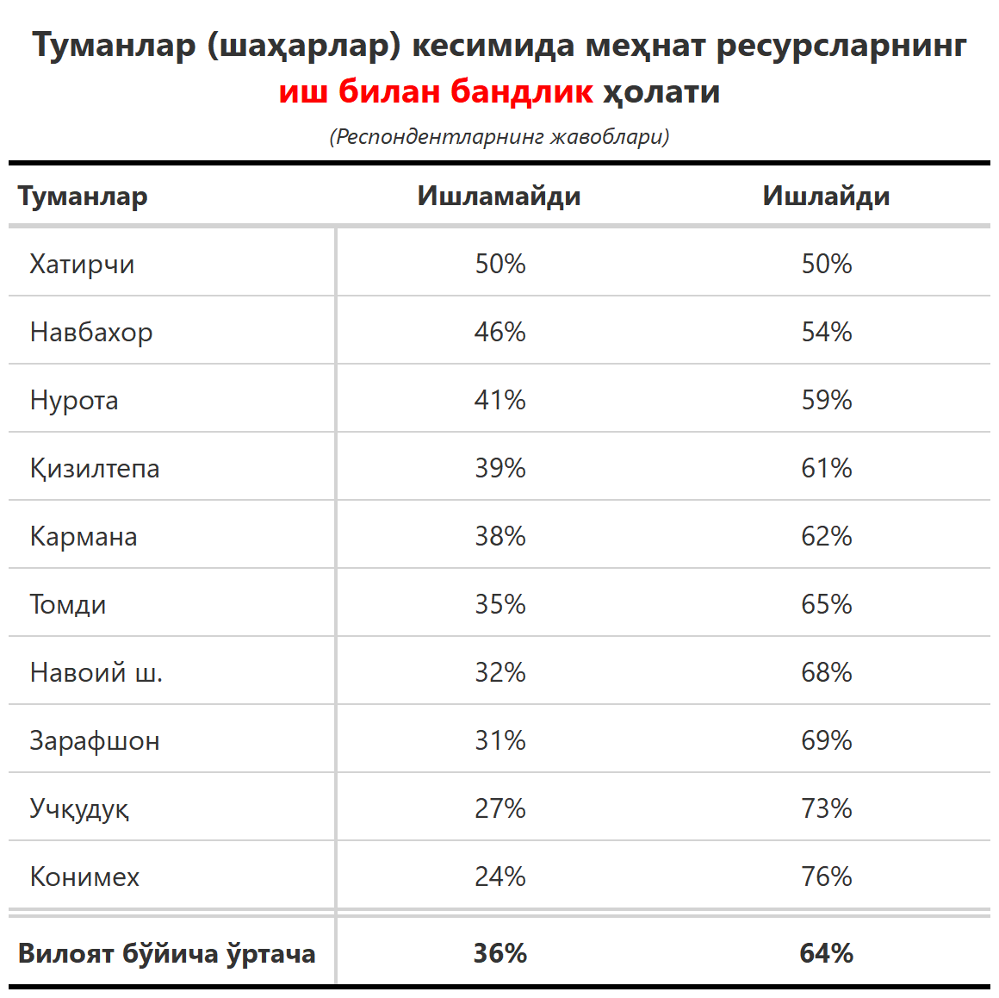 Туманлар (шаҳарлар) кесимида меҳнат ресурсларнинг
иш билан бандлик ҳолати
(Респондентларнинг жавоблари)
Туманлар Ишламайди Ишлайди
Хатирчи 50% 50%
Навбахор 46% 54%
Нурота 41% 59%
Қизилтепа 39% 61%
Кармана 38% 62%
Томди 35% 65%
Навоий ш. 32% 68%
Зарафшон 31% 69%
Учқудуқ 27% 73%
Конимех 24% 76%
Вилоят бўйича ўртача 36% 64%